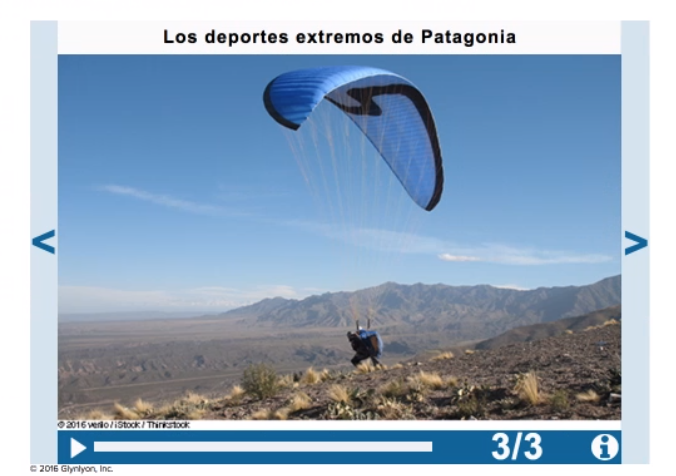 Los deportes extremos de Patagonia
<
>
© 2016 verilo / iStock / Thinkstock
3/3
i
© 2016 Glynlyon, Inc.